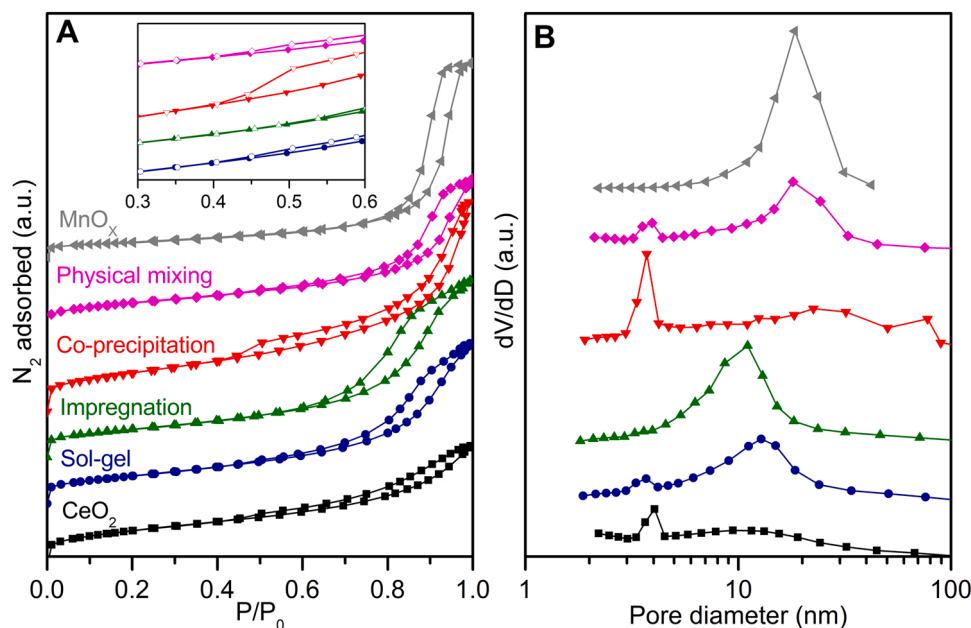 A
0.3 0.4 0.5 0.6
MnOₓ
Physical mixing
Co-precipitation
Impregnation
Sol-gel
CeO₂
N₂ adsorbed (a.u.)
0.0 0.2 0.4 0.6 0.8 1.0
P/P₀
B
dV/dD (a.u.)
1 10 100
Pore diameter (nm)